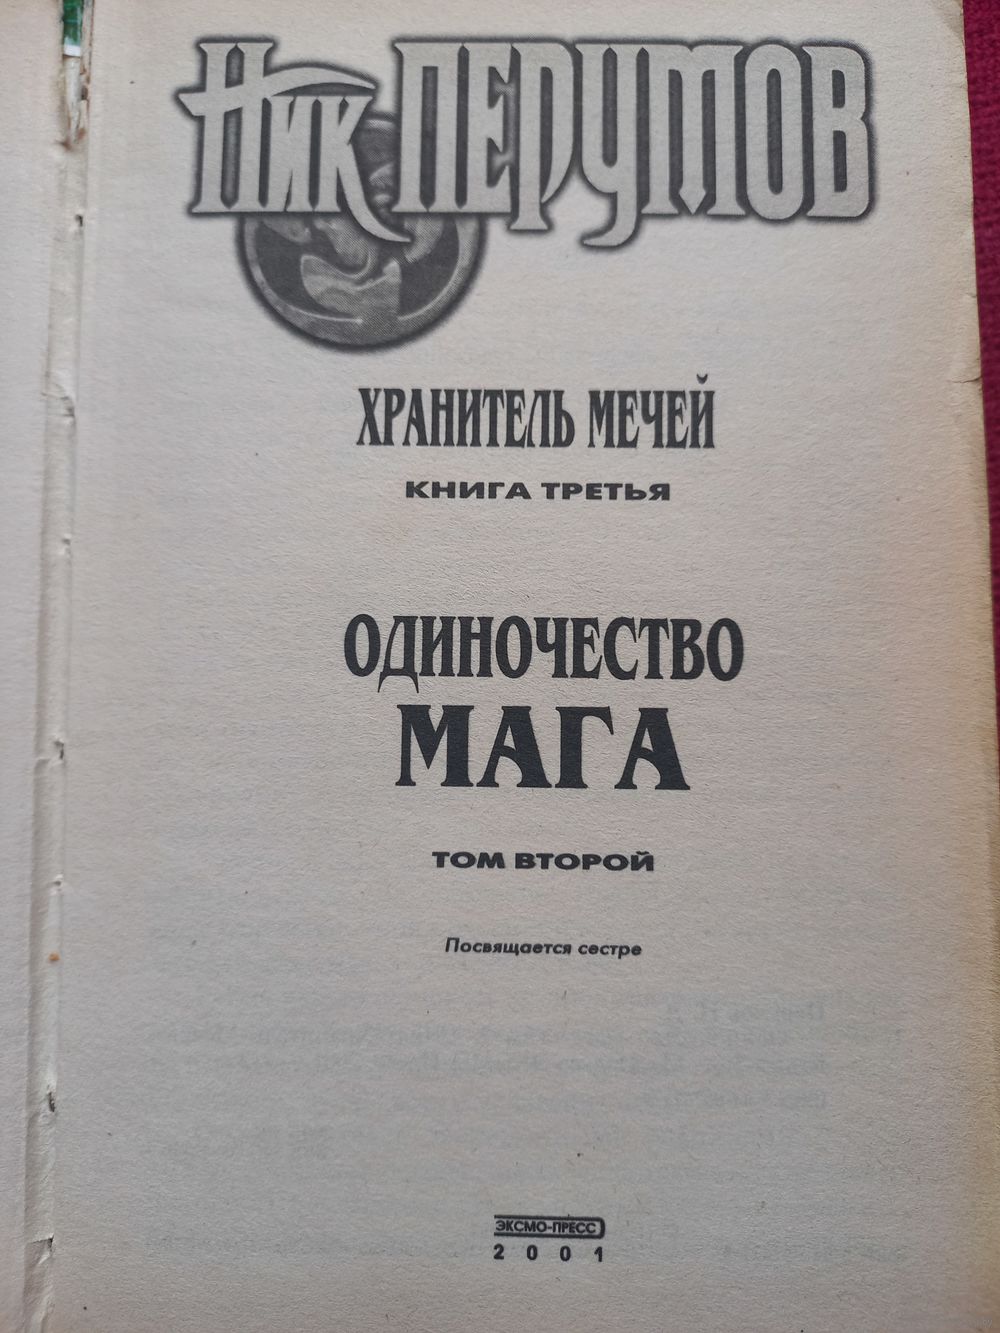 Ник ПЕРУМОВ
ХРАНИТЕЛЬ МЕЧЕЙ
КНИГА ТРЕТЬЯ
ОДИНОЧЕСТВО
МАГА
ТОМ ВТОРОЙ
Посвящается сестре
ЭКСМО-ПРЕСС
2001